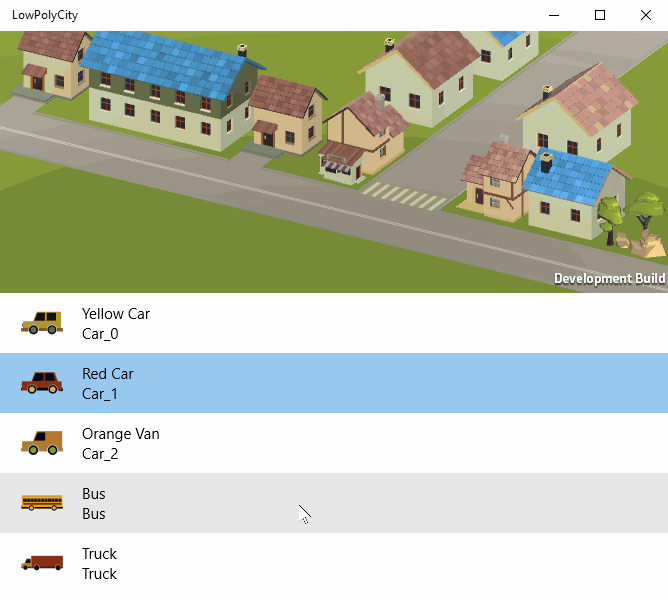 LowPolyCity
Development Build
Yellow Car
Car_0
Red Car
Car_1
Orange Van
Car_2
Bus
Bus
Truck
Truck